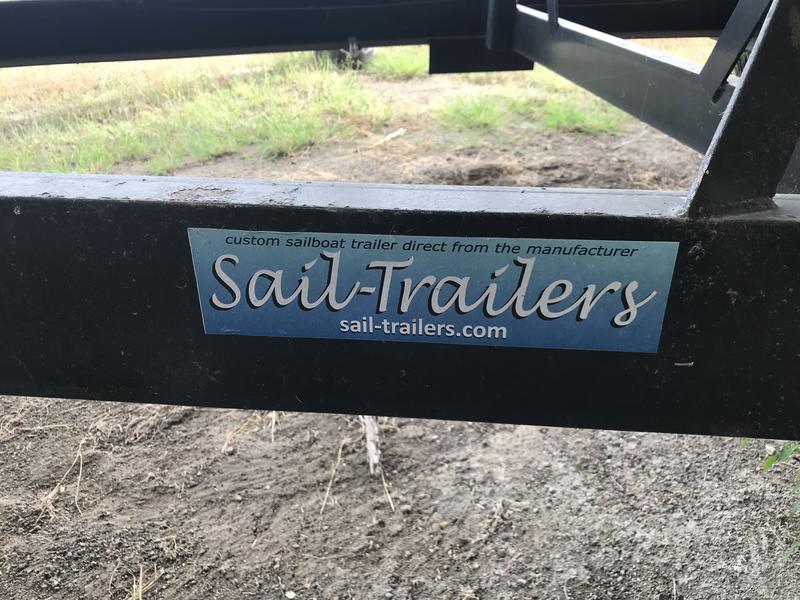 custom sailboat trailer direct from the manufacturer
Sail-Trailers
sail-trailers.com